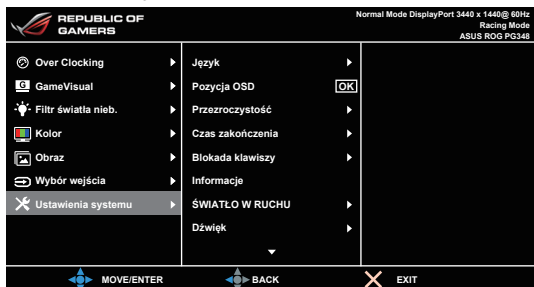 REPUBLIC OF
GAMERS
Normal Mode DisplayPort 3440 x 1440@ 60Hz
Racing Mode
ASUS ROG PG348
Over Clocking
GameVisual
Filtr światła nieb.
Kolor
Obraz
Wybór wejścia
Ustawienia systemu
Język
Pozycja OSD OK
Przezroczystość
Czas zakończenia
Blokada klawiszy
Informacje
ŚWIATŁO W RUCHU
Dźwięk
MOVE/ENTER BACK EXIT